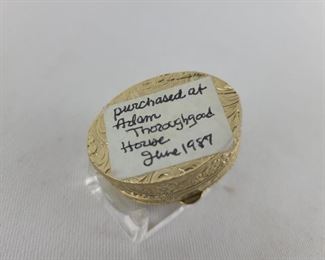 purchased at
Adam
Thoroughgood
House
June 1987